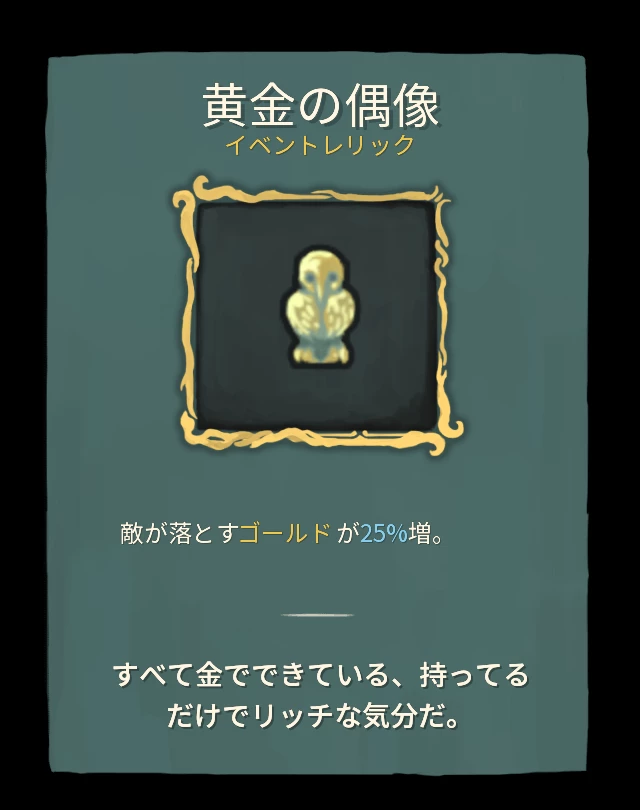 黄金の偶像
イベントレリック
敵が落とすゴールド が25%増。
すべて金でできている、持ってる
だけでリッチな気分だ。